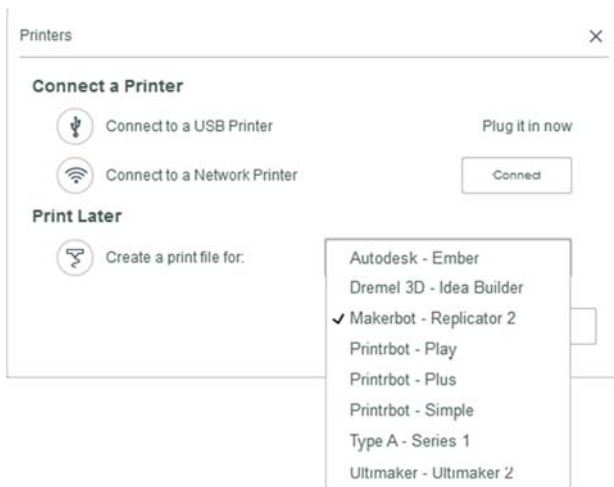 Printers
Connect a Printer
Connect to a USB Printer Plug it in now
Connect to a Network Printer Connect
Print Later
Create a print file for:
Autodesk - Ember
Dremel 3D - Idea Builder
Makerbot - Replicator 2
Printrbot - Play
Printrbot - Plus
Printrbot - Simple
Type A - Series 1
Ultimaker - Ultimaker 2